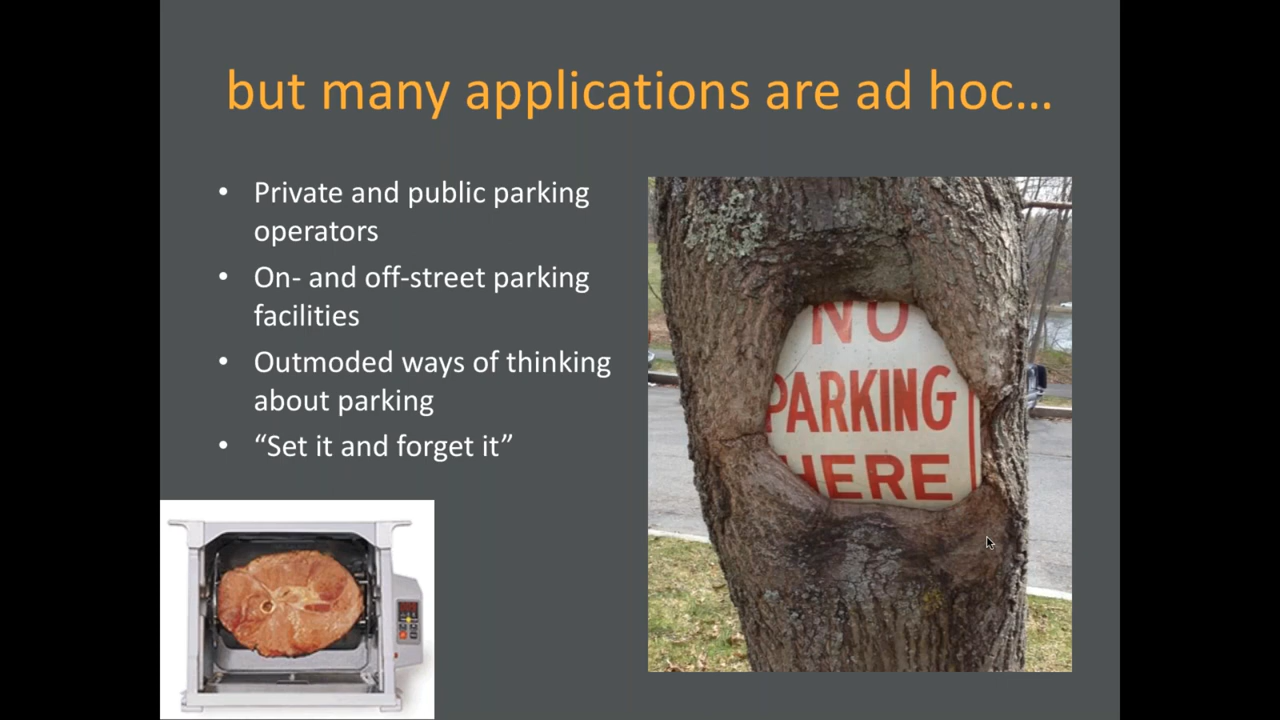 but many applications are ad hoc...
• Private and public parking
operators
• On- and off-street parking
facilities
• Outmoded ways of thinking
about parking
• “Set it and forget it”
NO
PARKING
HERE